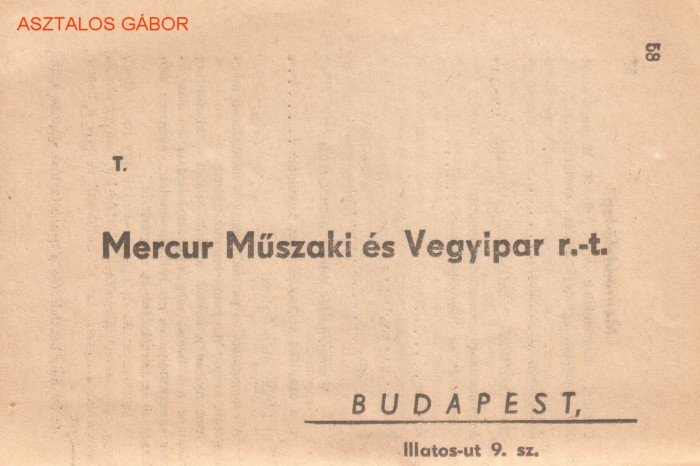 ASZTALOS GÁBOR
58
T.
Mercur Műszaki és Vegyipar r.-t.
BUDAPEST,
Illatos-ut 9. sz.